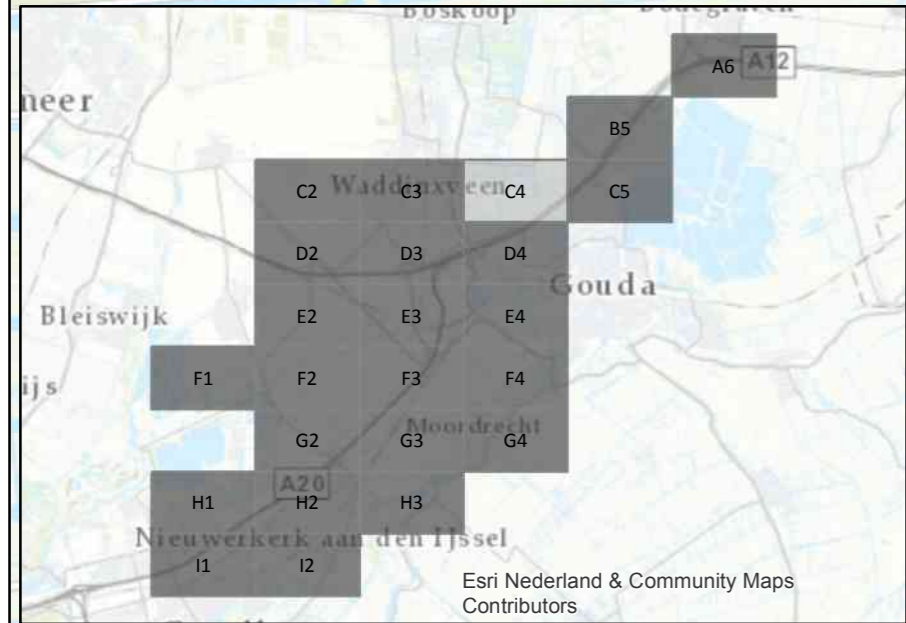 Boskoop
Bodegraven
A6 A12
meer
B5
C2 Waddinxveen C3 C4 C5
D2 D3 D4
Gouda
Bleiswijk E2 E3 E4
ijs F1 F2 F3 F4
Moordrecht
G2 G3 G4
A20
H1 H2 H3
Nieuwerkerk aan den IJssel
I1 I2
Esri Nederland & Community Maps
Contributors